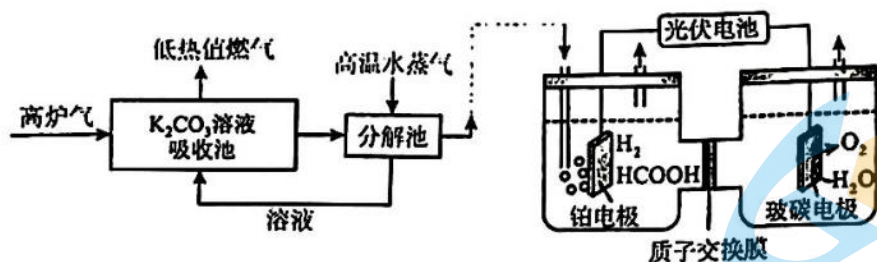 低热值燃气
高温水蒸气
高炉气
K₂CO₃溶液
吸收池
分解池
溶液
光伏电池
H₂
HCOOH
铂电极
O₂
H₂O
玻碳电极
质子交换膜